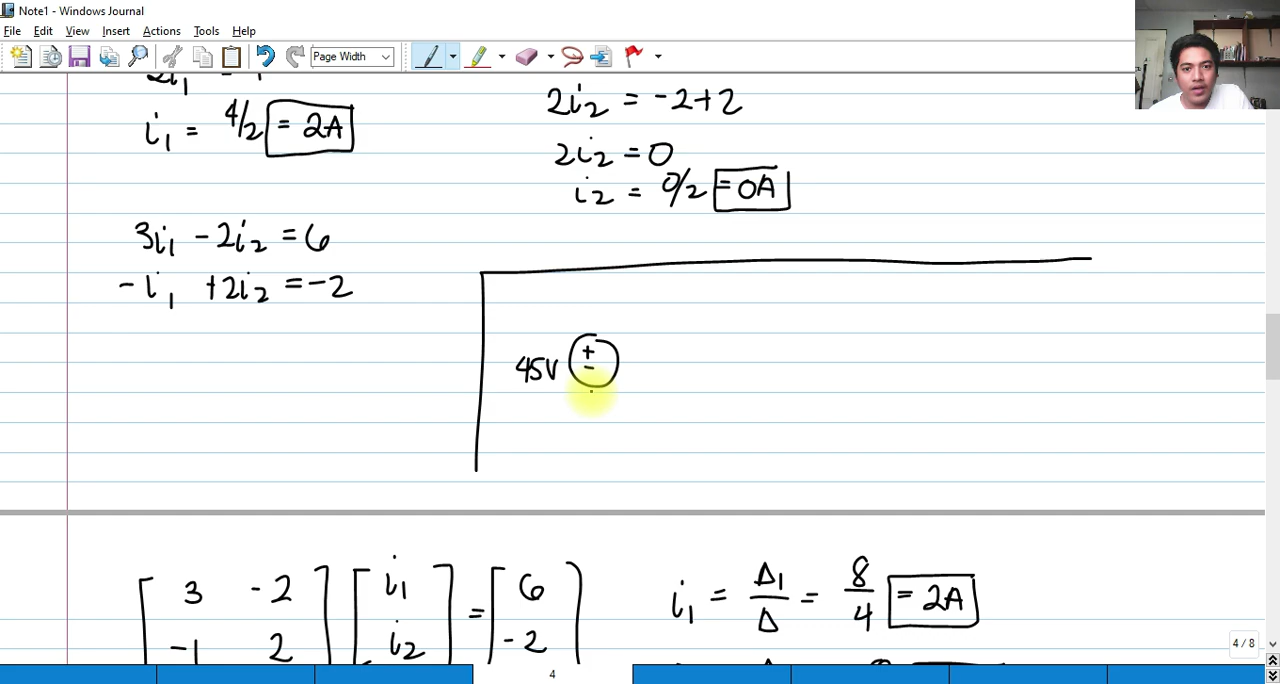 Note1 - Windows Journal
File Edit View Insert Actions Tools Help
Page Width
i₁ = 4/2 = 2A
2i₂ = -2+2
2i₂ = 0
i₂ = 0/2 = 0A
3i₁ - 2i₂ = 6
-i₁ + 2i₂ = -2
45V + -
3 -2 i₁ = 6
-1 2 i₂ -2
i₁ = Δ₁/Δ = 8/4 = 2A
4 / 8
4